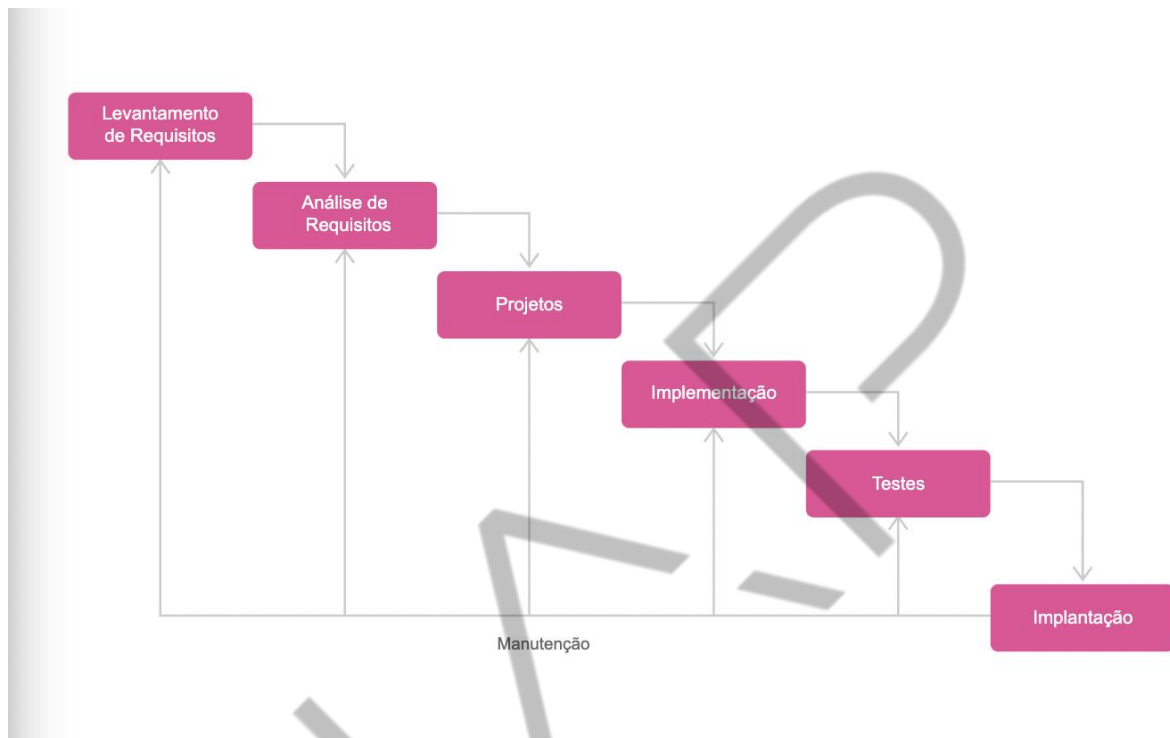 Levantamento
de Requisitos
Análise de
Requisitos
Projetos
Implementação
Testes
Implantação
Manutenção